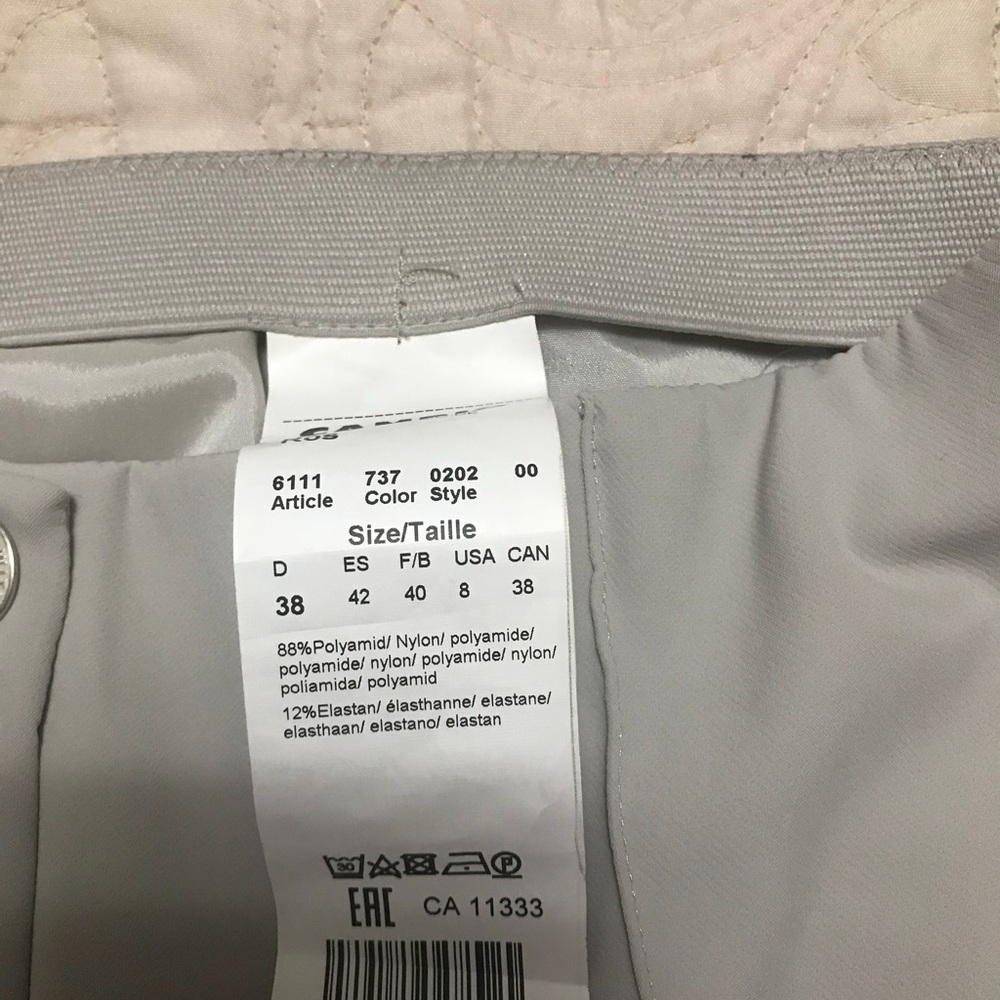 RUS
6111 737 0202 00
Article Color Style
Size/Taille
D ES F/B USA CAN
38 42 40 8 38
88%Polyamid/ Nylon/ polyamide/
polyamide/ nylon/ polyamide/ nylon/
poliamida/ polyamid
12%Elastan/ élasthanne/ elastane/
elasthaan/ elastano/ elastan
30 P
EAC CA 11333